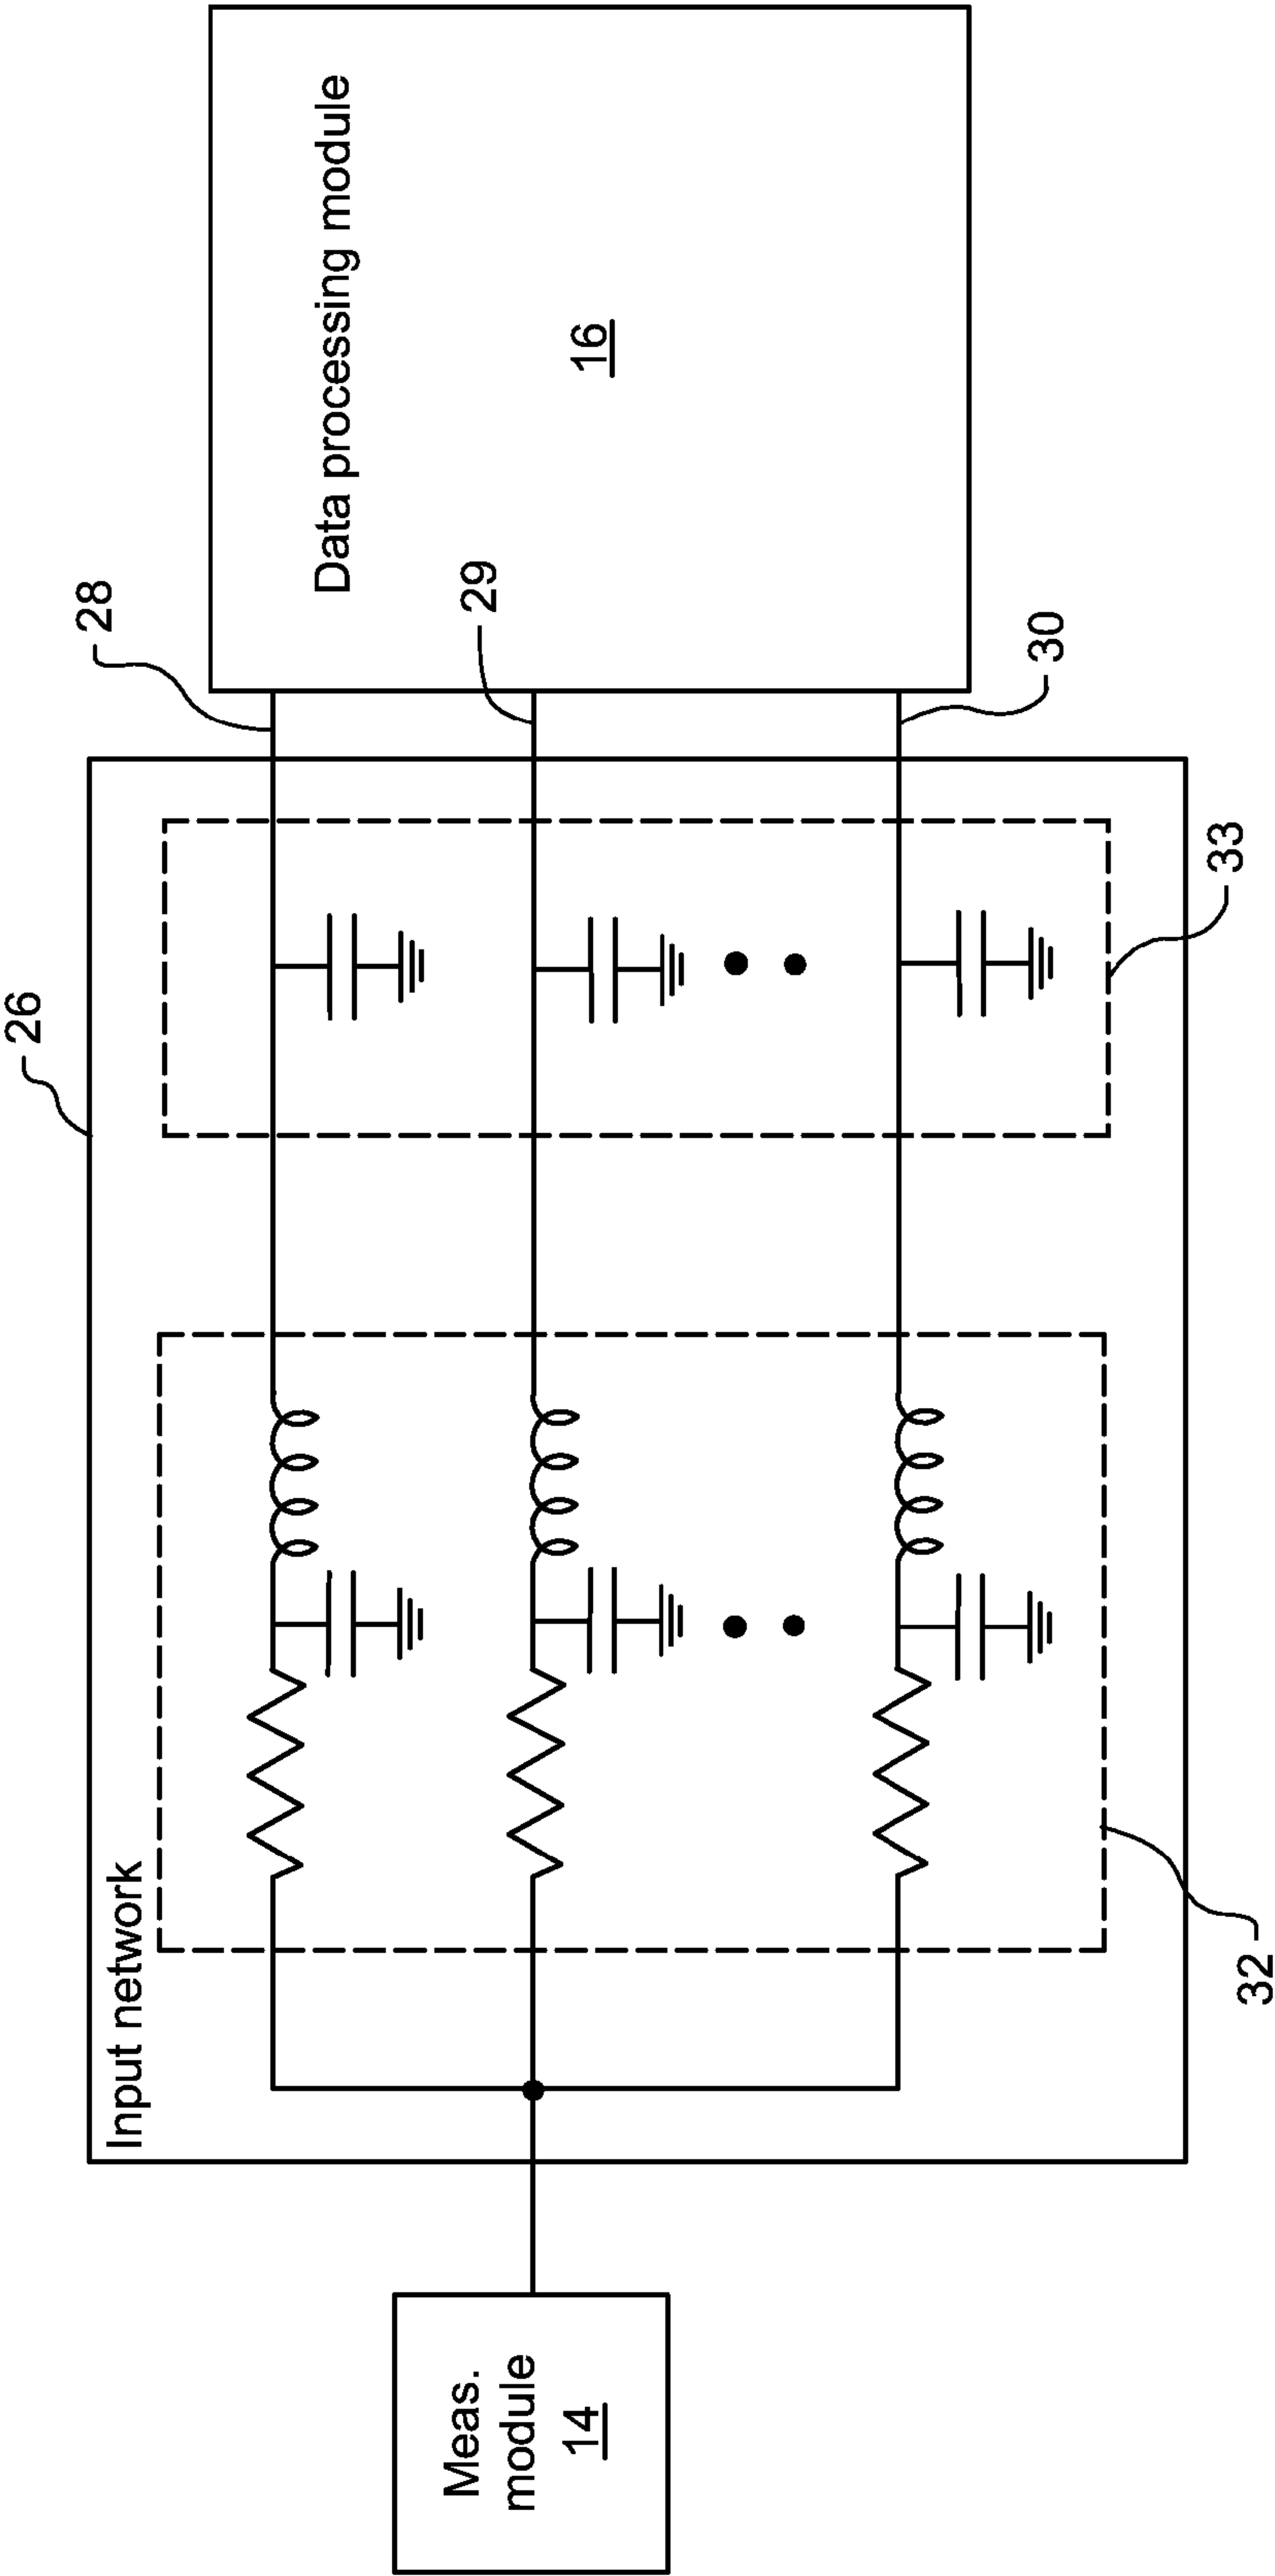 26
Input network
28
Data processing module
29
16
Meas.
module
14
30
33
32